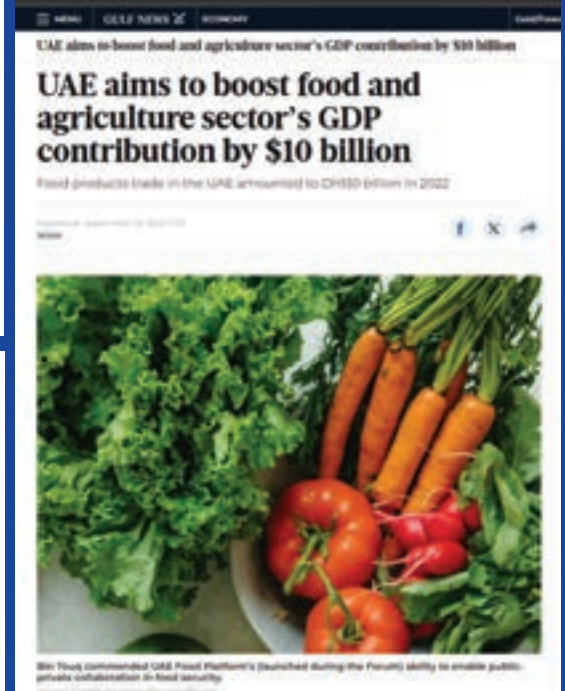 MENU GULF NEWS ECONOMY
UAE aims to boost food and agriculture sector's GDP contribution by $10 billion
UAE aims to boost food and
agriculture sector's GDP
contribution by $10 billion
Food products trade in the UAE amounted to Dh130 billion in 2022
f X
Bin Touq commended UAE Food Platform's (launched during the Forum) ability to enable public-
private collaboration in food security.